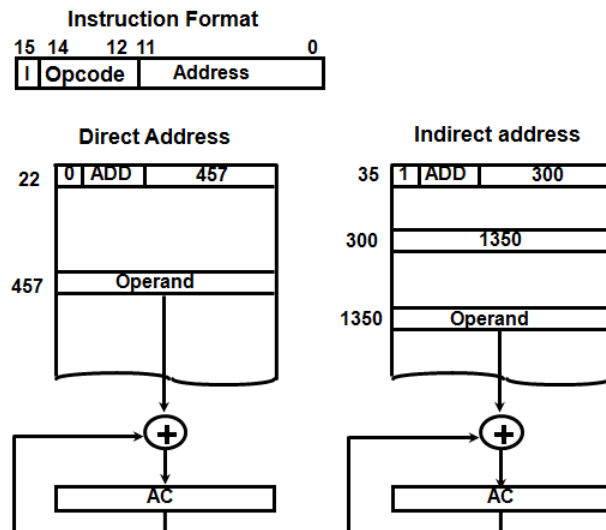 Instruction Format
15 14 12 11 0
I Opcode Address
Direct Address
22 0 ADD 457
457 Operand
AC
Indirect address
35 1 ADD 300
300 1350
1350 Operand
AC